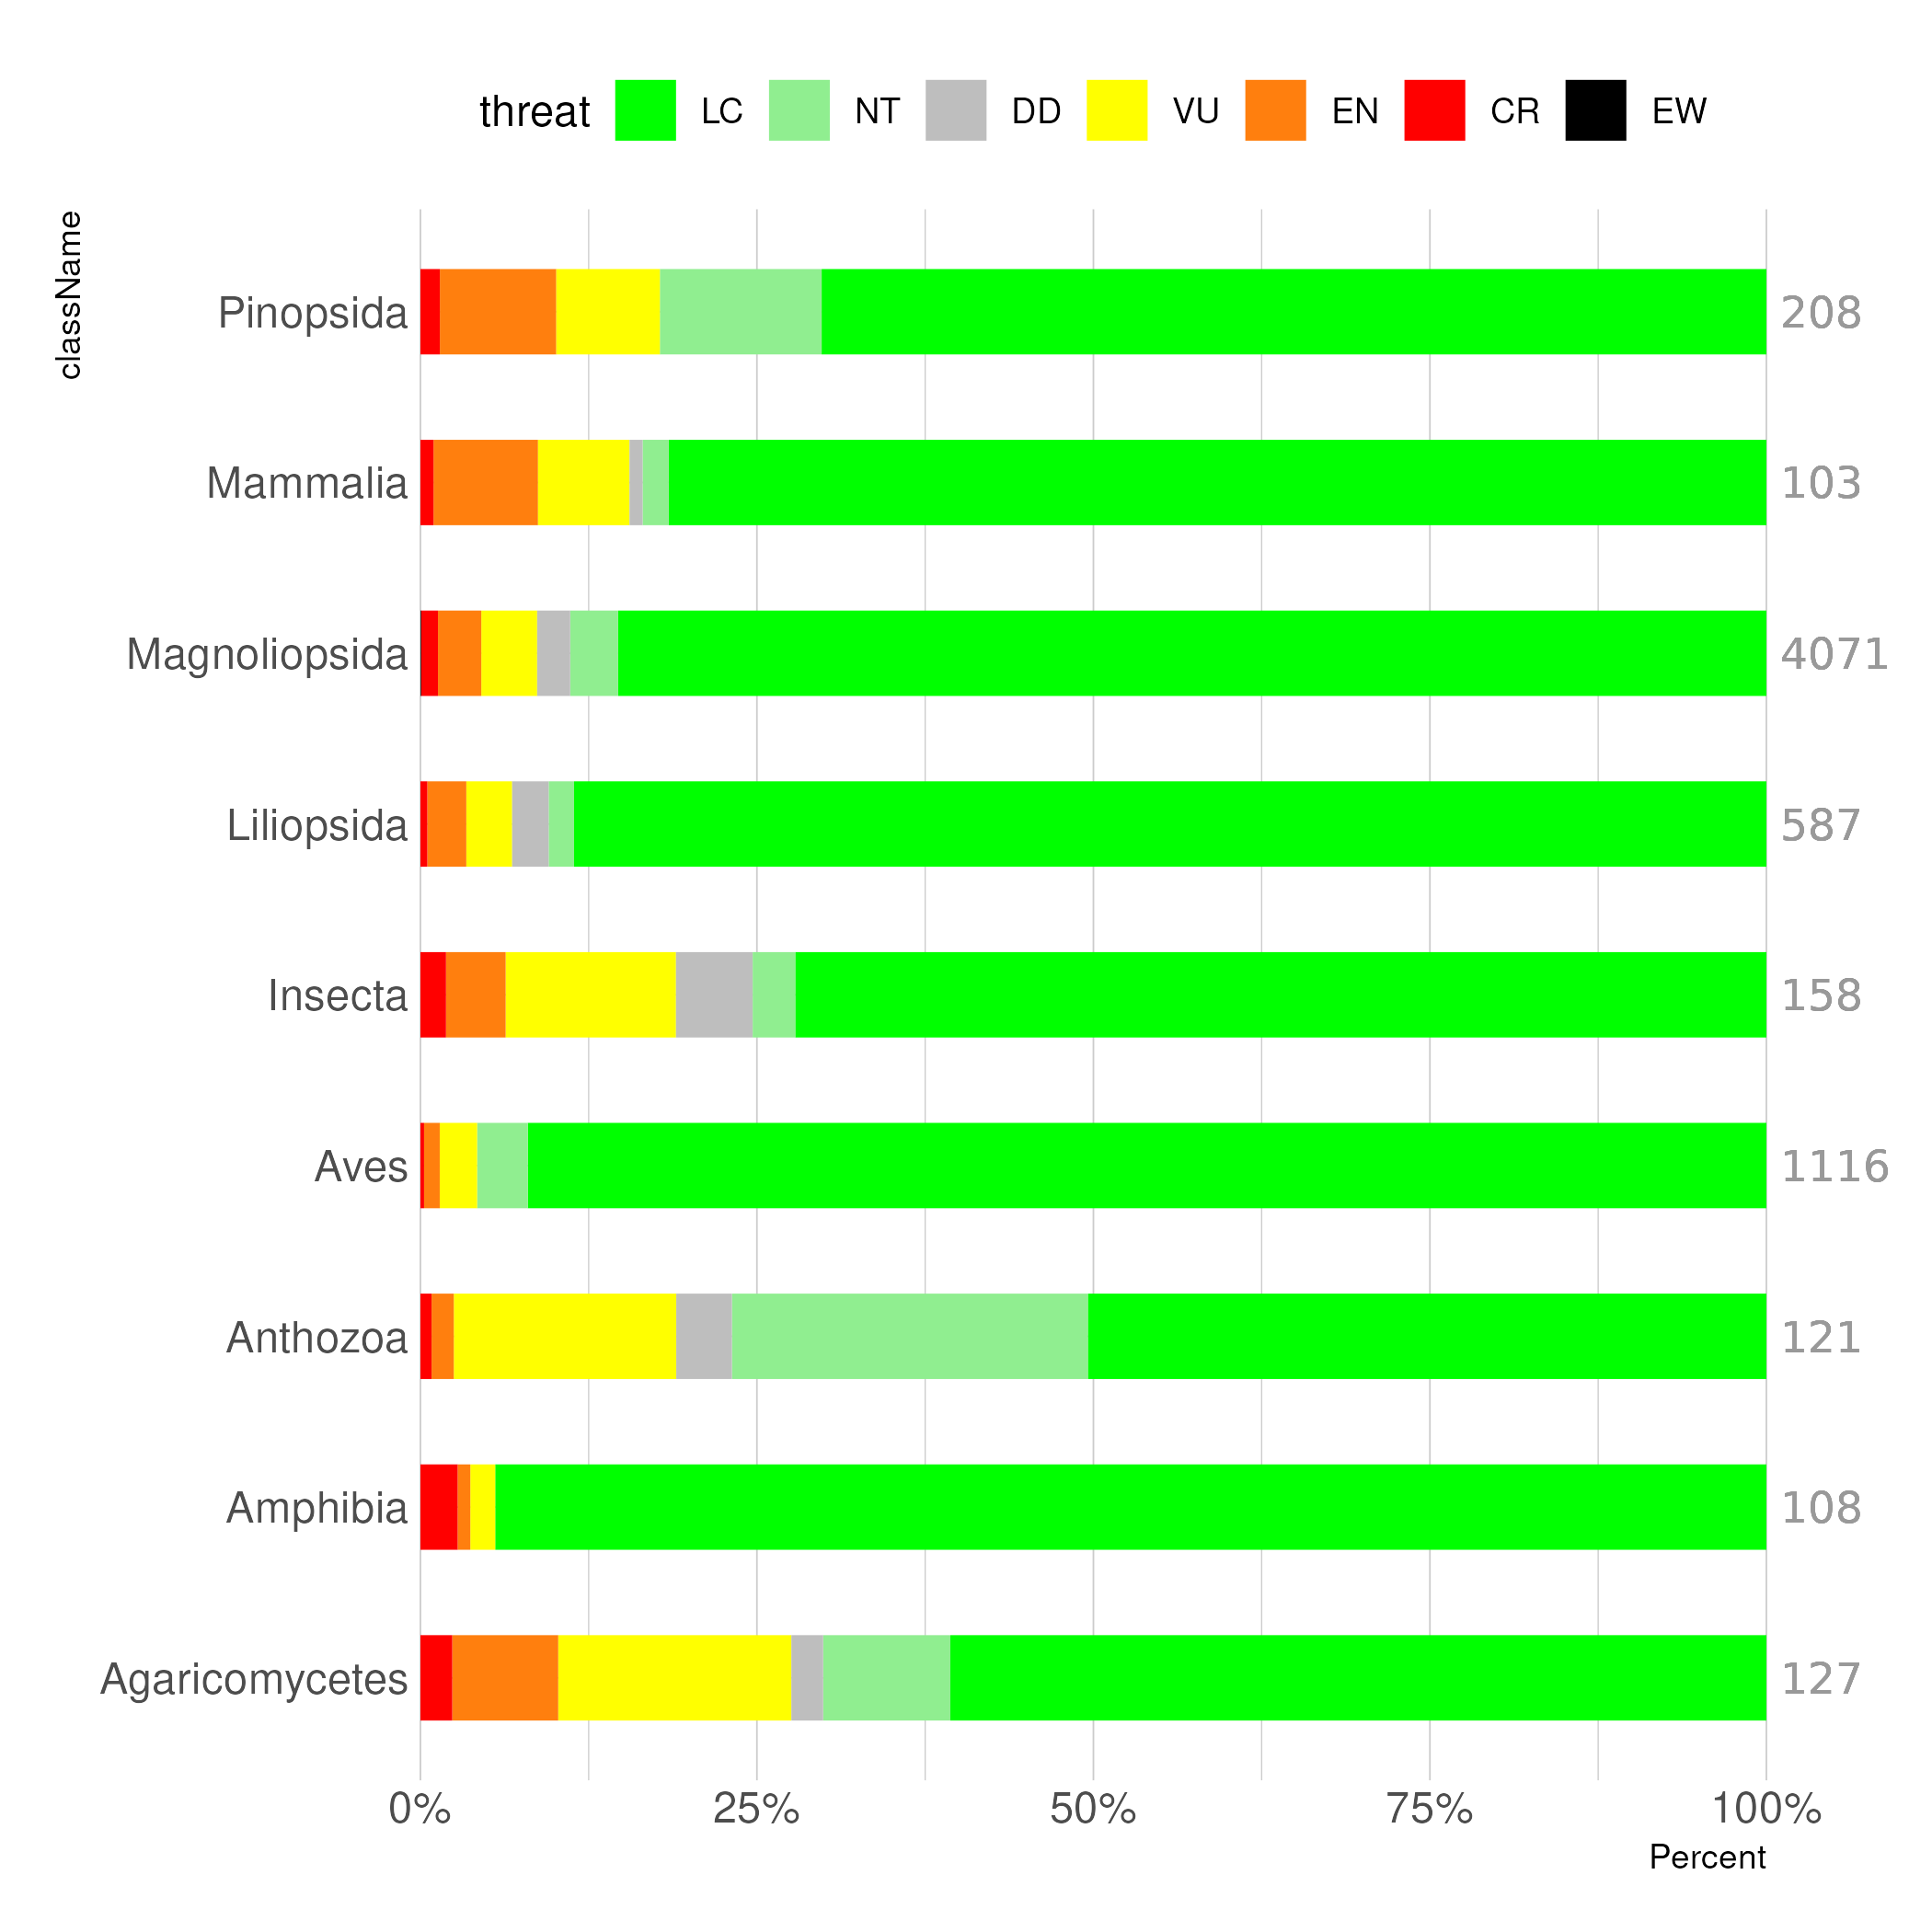 threat LC NT DD VU EN CR EW
className
Pinopsida 208
Mammalia 103
Magnoliopsida 4071
Liliopsida 587
Insecta 158
Aves 1116
Anthozoa 121
Amphibia 108
Agaricomycetes 127
0% 25% 50% 75% 100%
Percent